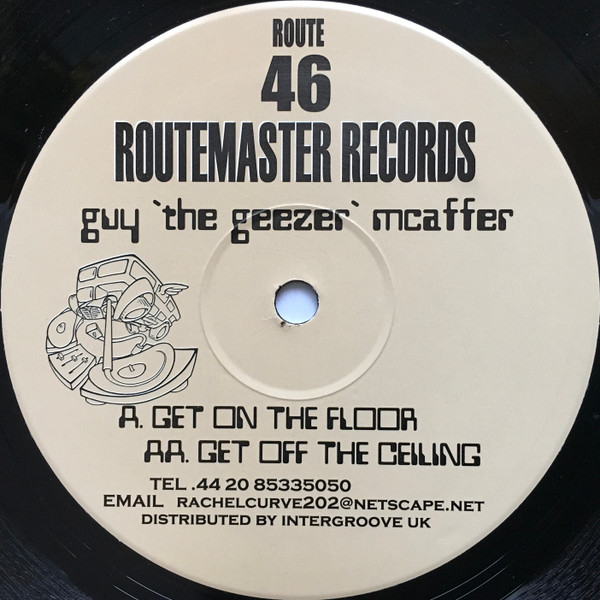 ROUTE
46
ROUTEMASTER RECORDS
guy `the geezer` mcaffer
A. GET ON THE FLOOR
AA. GET OFF THE CEILING
TEL .44 20 85335050
EMAIL RACHELCURVE202@NETSCAPE.NET
DISTRIBUTED BY INTERGROOVE UK